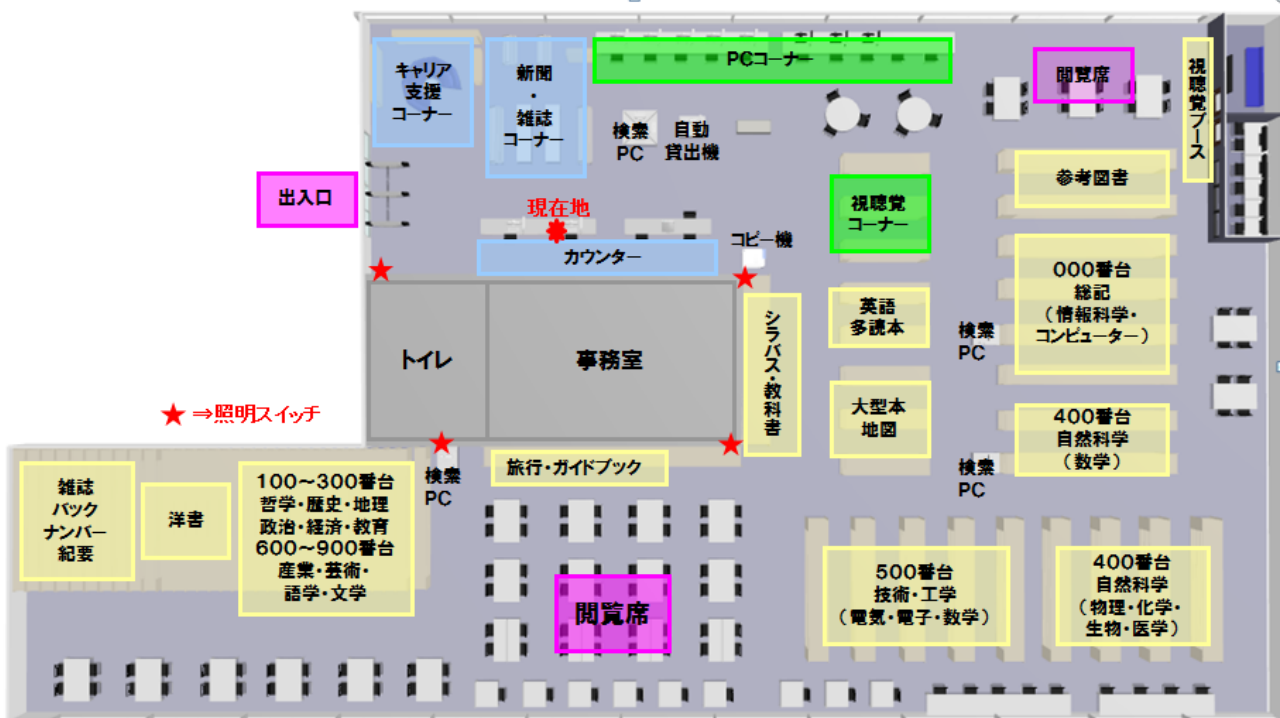 キャリア
支援
コーナー
新聞
・
雑誌
コーナー
PCコーナー
閲覧席
視聴覚ブース
検索
PC
自動
貸出機
参考図書
出入口
現在地
視聴覚
コーナー
コピー機
カウンター
000番台
総記
（情報科学・
コンピューター）
英語
多読本
検索
PC
シラバス・教科書
トイレ
事務室
大型本
地図
400番台
自然科学
（数学）
★ ⇒照明スイッチ
検索
PC
旅行・ガイドブック
検索
PC
雑誌
バック
ナンバー
紀要
洋書
100～300番台
哲学・歴史・地理
政治・経済・教育
600～900番台
産業・芸術・
語学・文学
閲覧席
500番台
技術・工学
（電気・電子・数学）
400番台
自然科学
（物理・化学・
生物・医学）